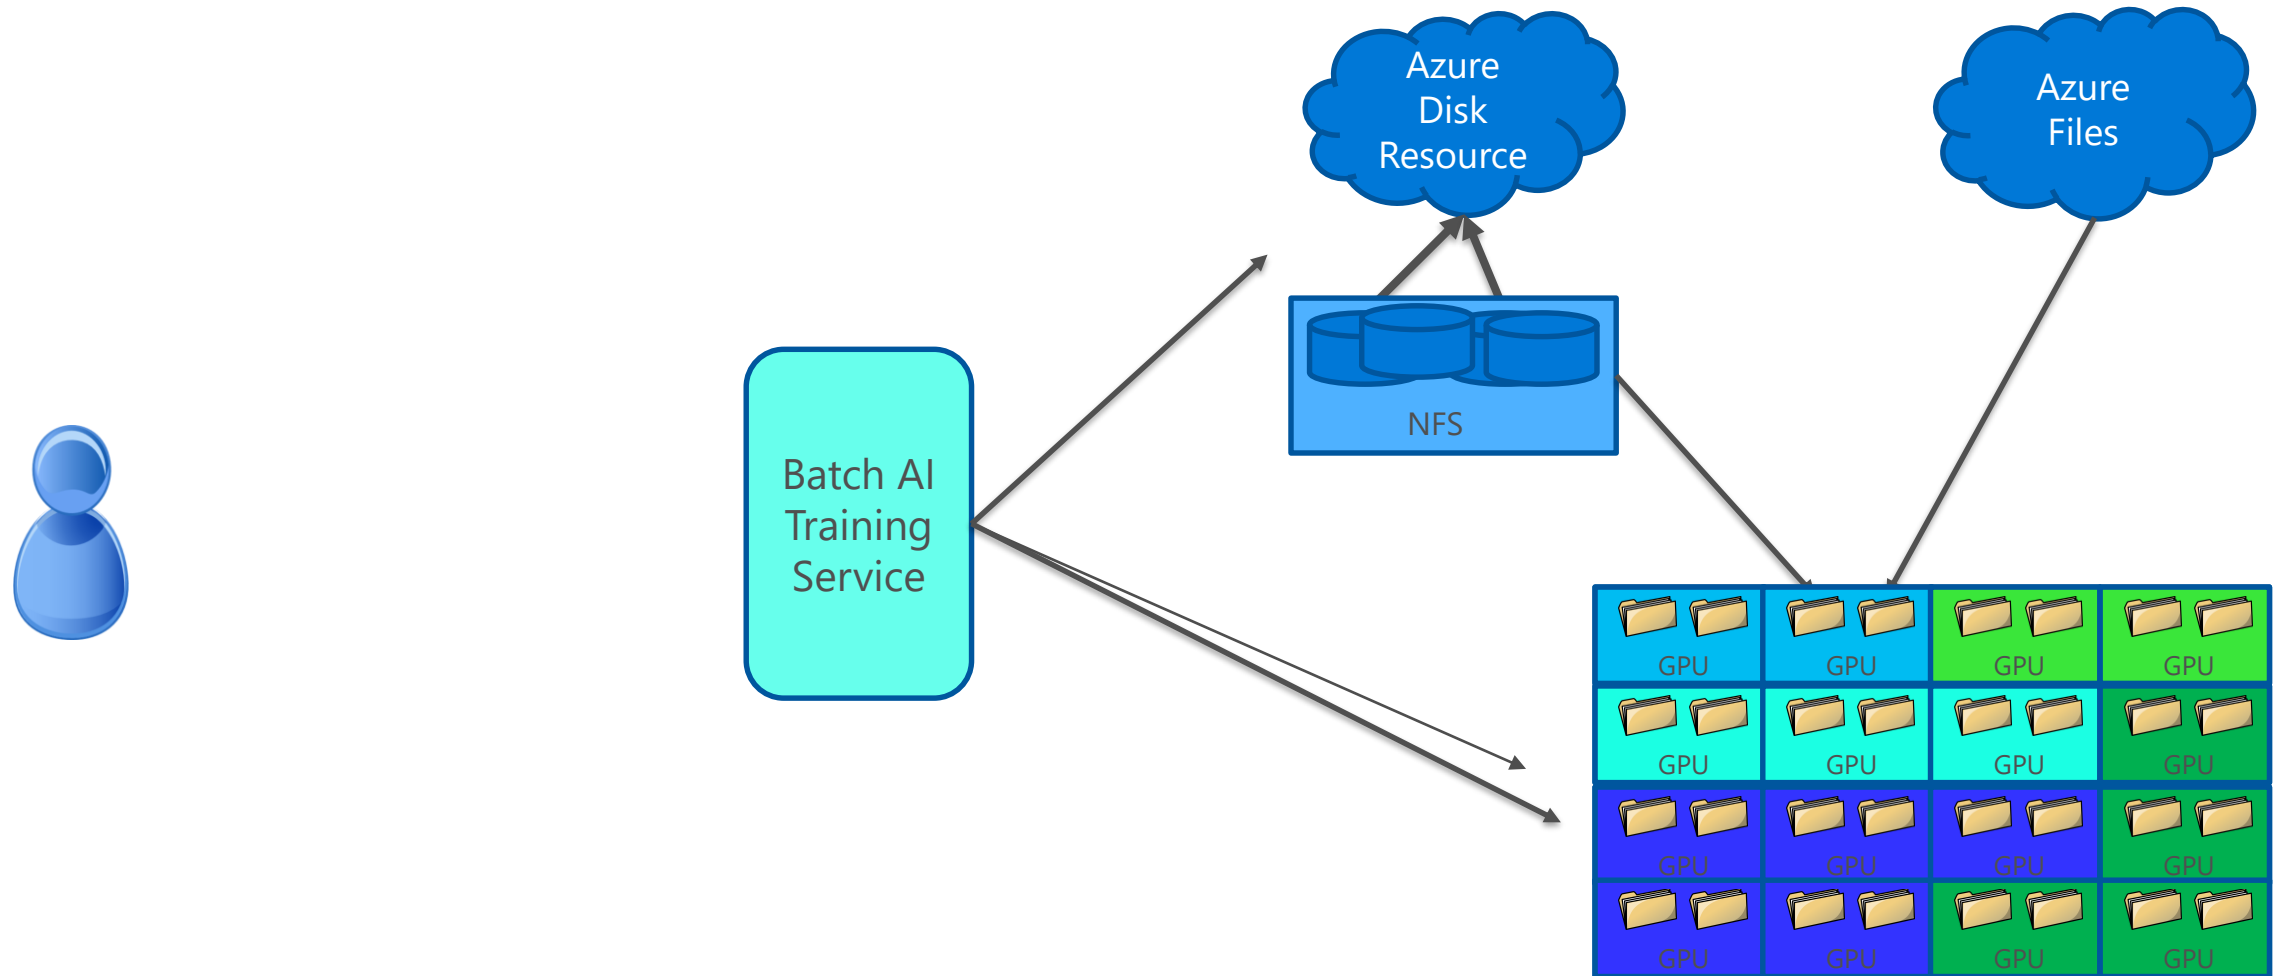 Azure
Disk
Resource
Azure
Files
NFS
Batch AI
Training
Service
GPU GPU GPU GPU
GPU GPU GPU GPU
GPU GPU GPU GPU
GPU GPU GPU GPU